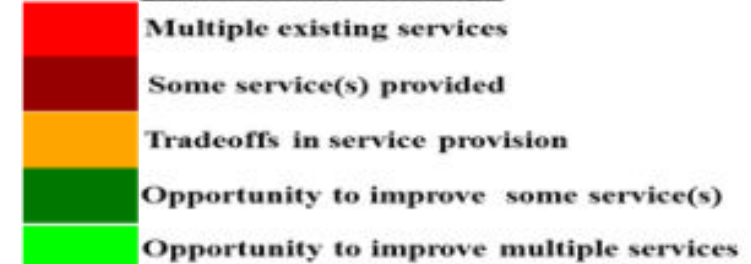 Multiple existing services
Some service(s) provided
Tradeoffs in service provision
Opportunity to improve some service(s)
Opportunity to improve multiple services